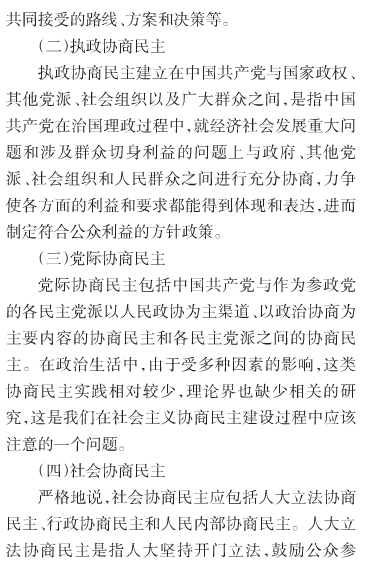 共同接受的路线、方案和决策等。
(二)执政协商民主
执政协商民主建立在中国共产党与国家政权、
其他党派、社会组织以及广大群众之间,是指中国
共产党在治国理政过程中,就经济社会发展重大问
题和涉及群众切身利益的问题上与政府、其他党
派、社会组织和人民群众之间进行充分协商,力争
使各方面的利益和要求都能得到体现和表达,进而
制定符合公众利益的方针政策。
(三)党际协商民主
党际协商民主包括中国共产党与作为参政党
的各民主党派以人民政协为主渠道、以政治协商为
主要内容的协商民主和各民主党派之间的协商民
主。在政治生活中,由于受多种因素的影响,这类
协商民主实践相对较少,理论界也缺少相关的研
究,这是我们在社会主义协商民主建设过程中应该
注意的一个问题。
(四)社会协商民主
严格地说,社会协商民主应包括人大立法协商
民主、行政协商民主和人民内部协商民主。人大立
法协商民主是指人大坚持开门立法,鼓励公众参